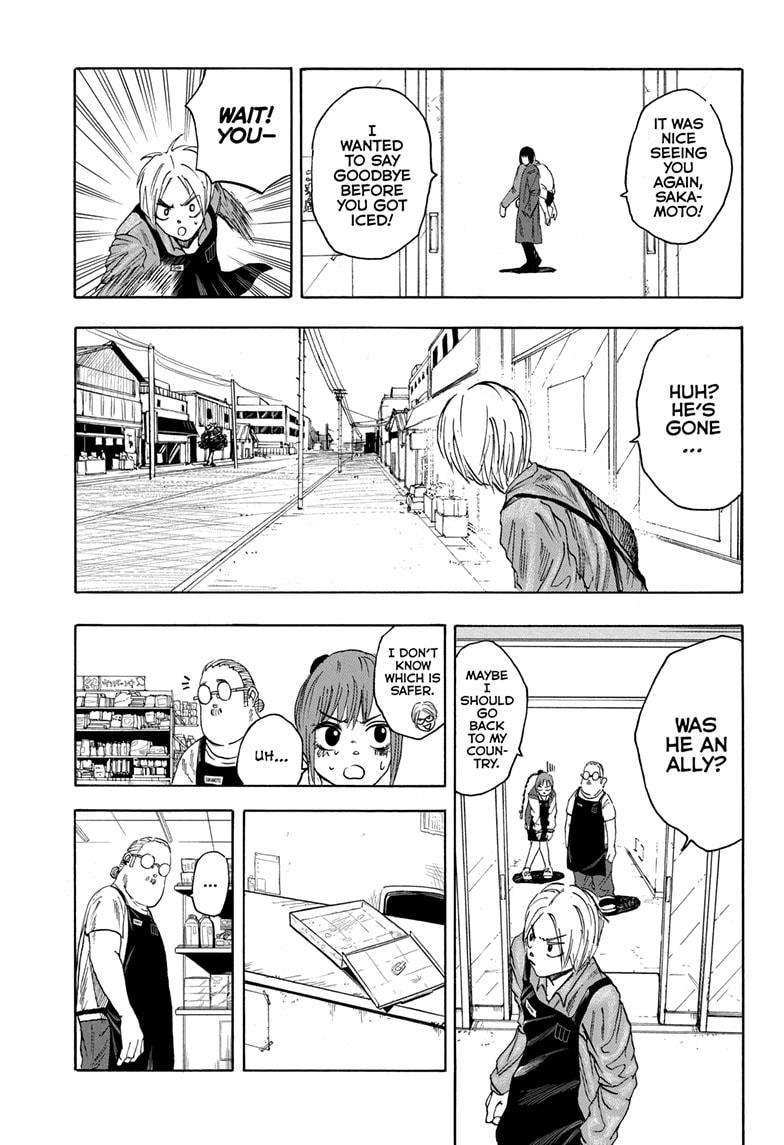 IT WAS
NICE
SEEING
YOU
AGAIN,
SAKA-
MOTO!
I
WANTED
TO SAY
GOODBYE
BEFORE
YOU GOT
ICED!
WAIT!
YOU–
HUH?
HE'S
GONE
...
WAS
HE AN
ALLY?
MAYBE
I
SHOULD
GO
BACK
TO MY
COUN-
TRY.
I DON'T
KNOW
WHICH IS
SAFER.
UH...
SAKAMOTO
...